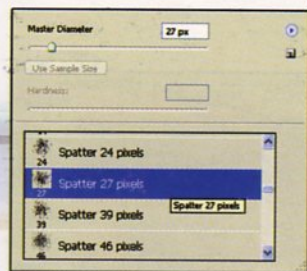 Master Diameter 27 px
Use Sample Size
Hardness:
24 Spatter 24 pixels
27 Spatter 27 pixels
Spatter 27 pixels
39 Spatter 39 pixels
46 Spatter 46 pixels